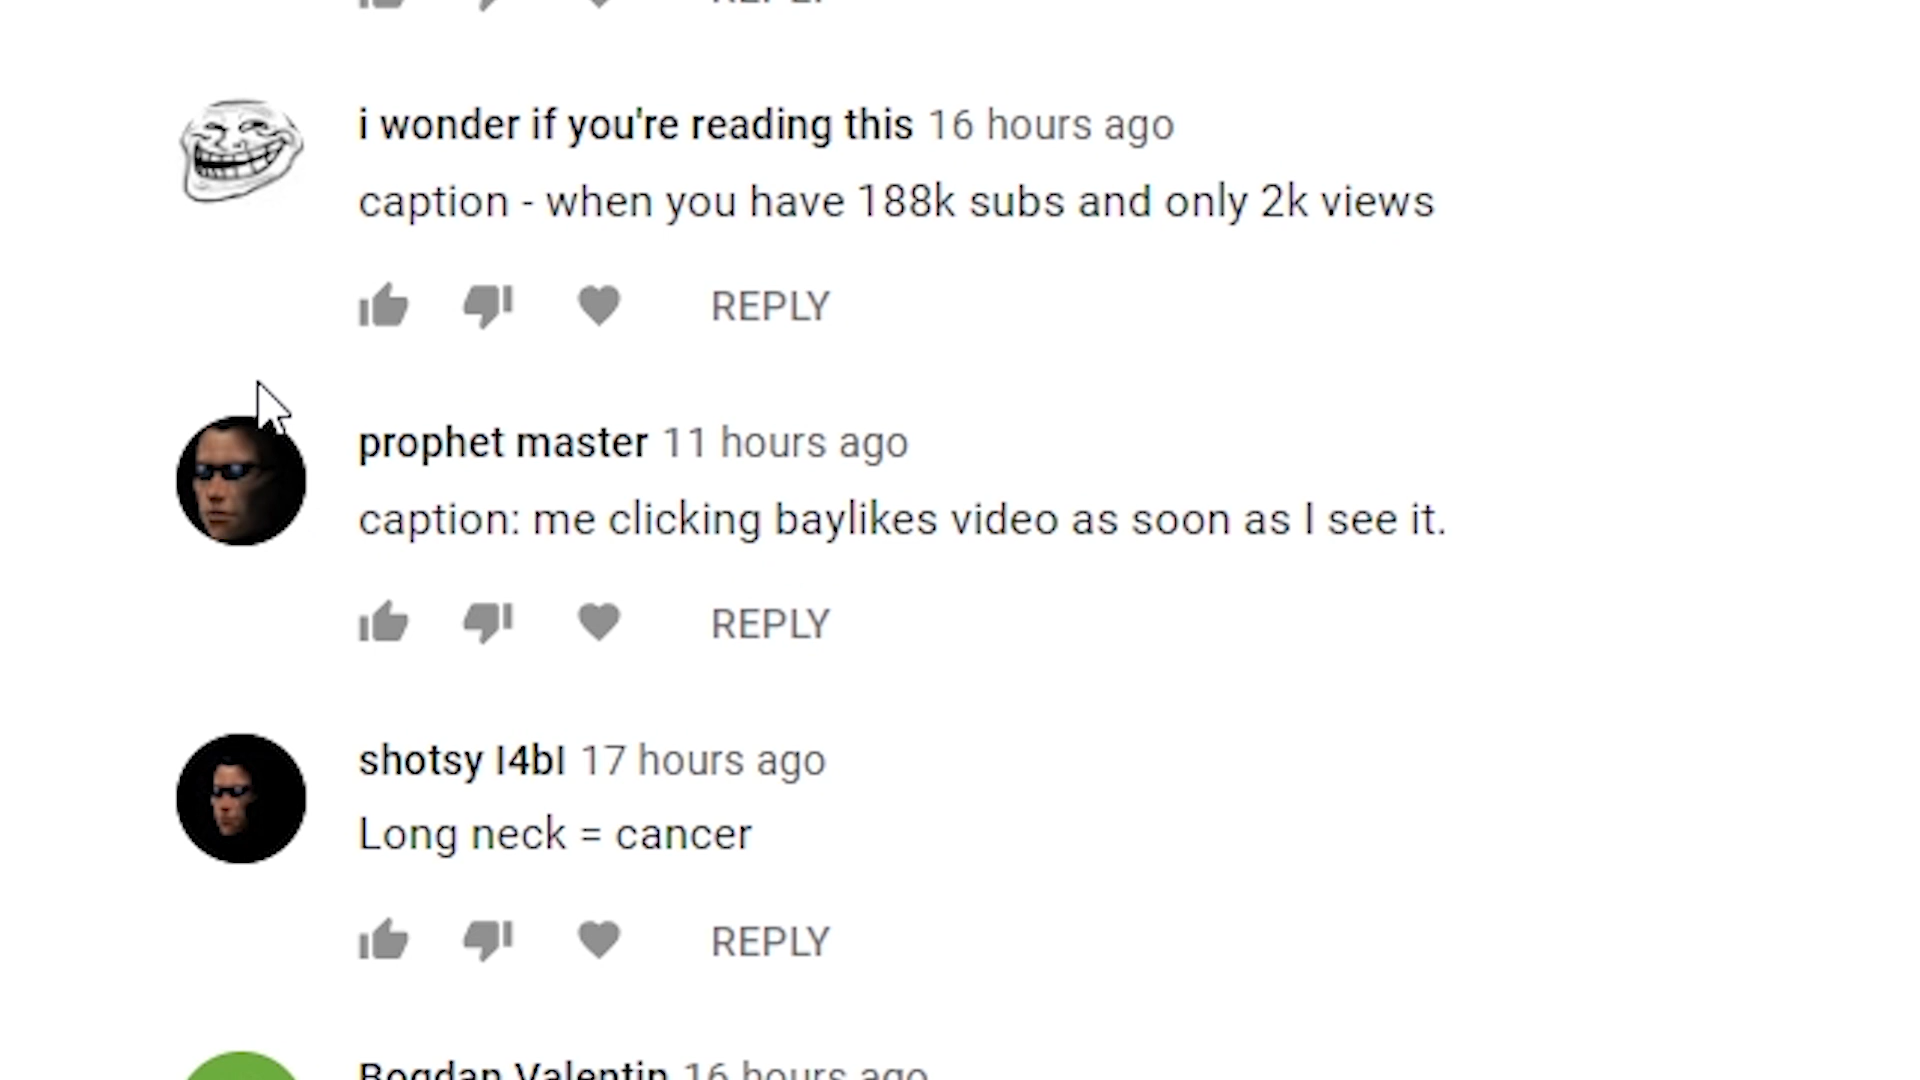 REPLY
i wonder if you're reading this 16 hours ago
caption - when you have 188k subs and only 2k views
REPLY
prophet master 11 hours ago
caption: me clicking baylikes video as soon as I see it.
REPLY
shotsy I4bI 17 hours ago
Long neck = cancer
REPLY
Bogdan Valentin 16 hours ago